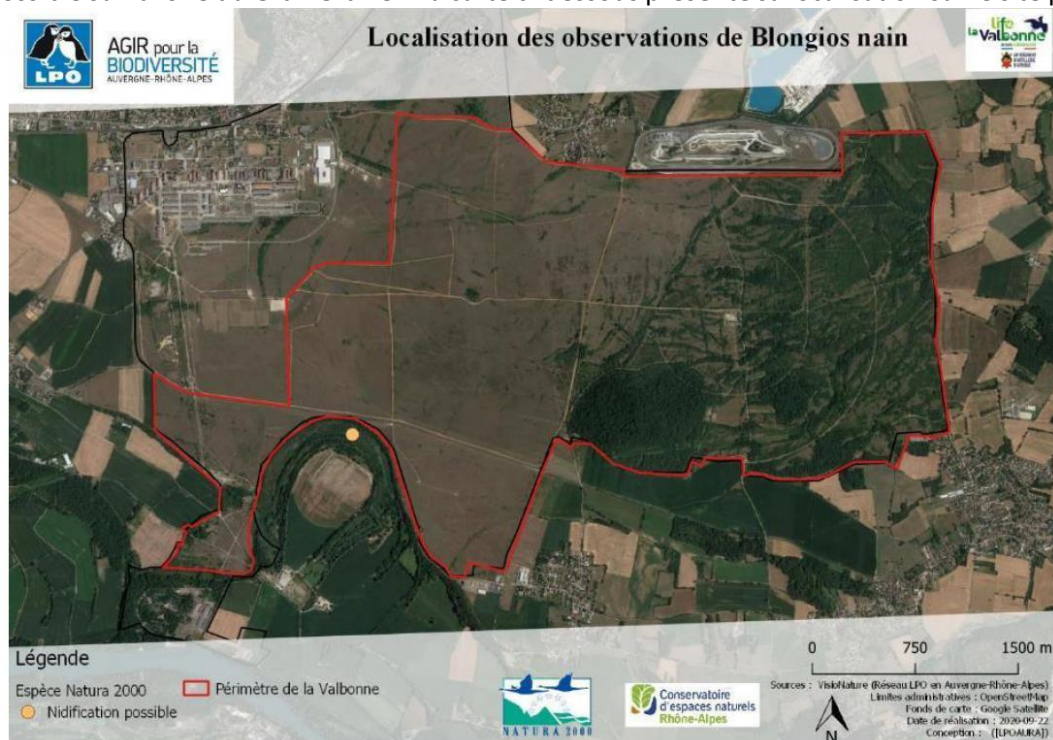 LPO
AGIR pour la
BIODIVERSITÉ
AUVERGNE-RHÔNE-ALPES
Localisation des observations de Blongios nain
life
la Valbonne
Légende
Espèce Natura 2000
Périmètre de la Valbonne
Nidification possible
NATURA 2000
Conservatoire
d'espaces naturels
Rhône-Alpes
0 750 1500 m
Sources : VisioNature (Réseau LPO en Auvergne-Rhône-Alpes)
Limites administratives : OpenStreetMap
Fonds de carte : Google Satellite
Date de réalisation : 2020-09-22
Conception : ([LPOAURA])
N